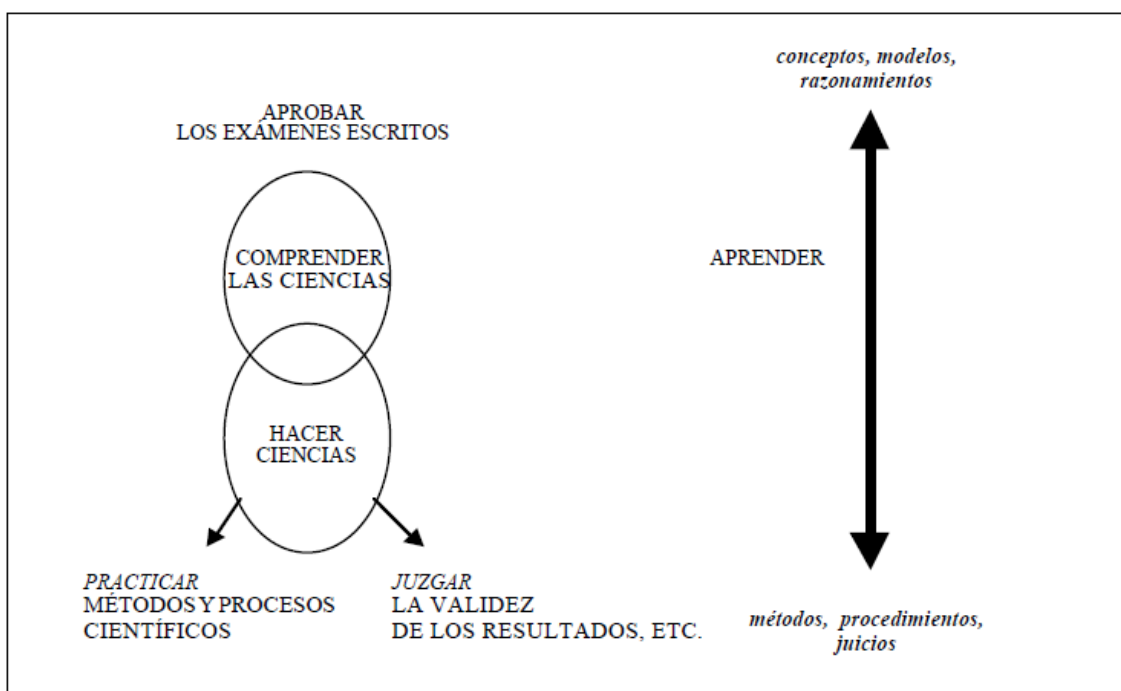 APROBAR
LOS EXÁMENES ESCRITOS
COMPRENDER
LAS CIENCIAS
HACER
CIENCIAS
PRACTICAR
MÉTODOS Y PROCESOS
CIENTÍFICOS
JUZGAR
LA VALIDEZ
DE LOS RESULTADOS, ETC.
conceptos, modelos,
razonamientos
APRENDER
métodos, procedimientos,
juicios